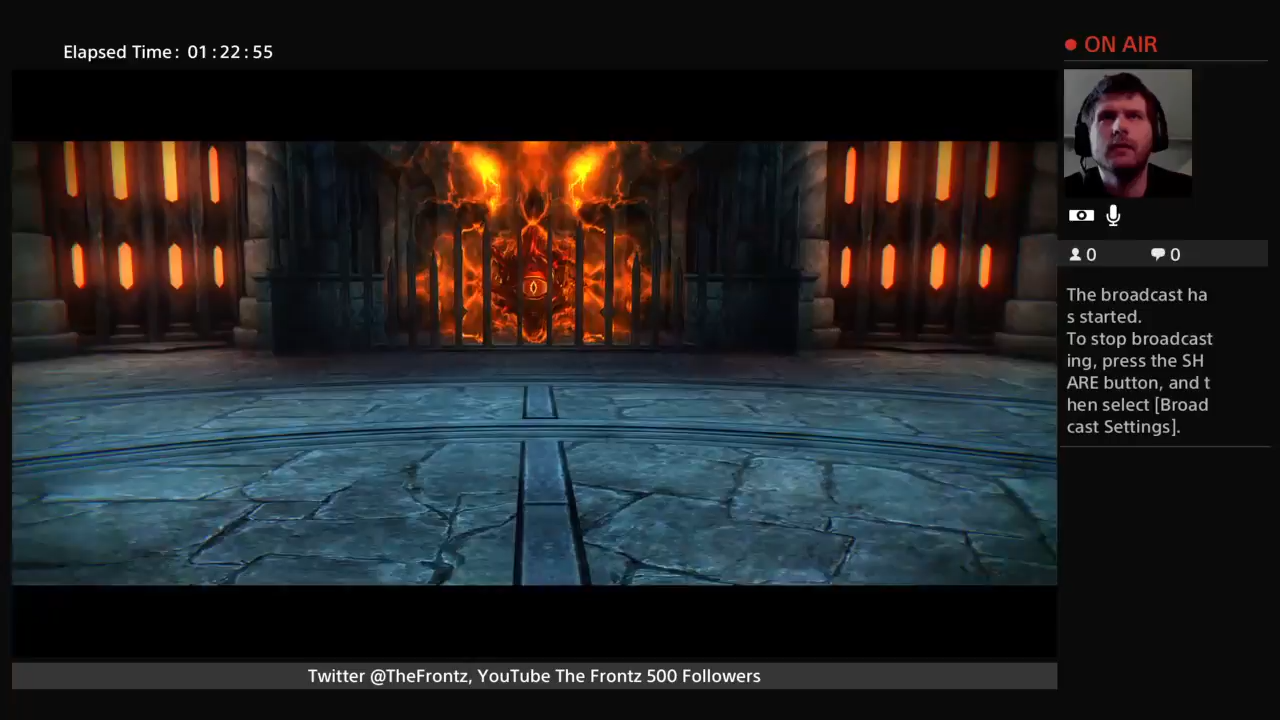 Elapsed Time: 01:22:55
ON AIR
0
0
The broadcast ha
s started.
To stop broadcast
ing, press the SH
ARE button, and t
hen select [Broad
cast Settings].
Twitter @TheFrontz, YouTube The Frontz 500 Followers